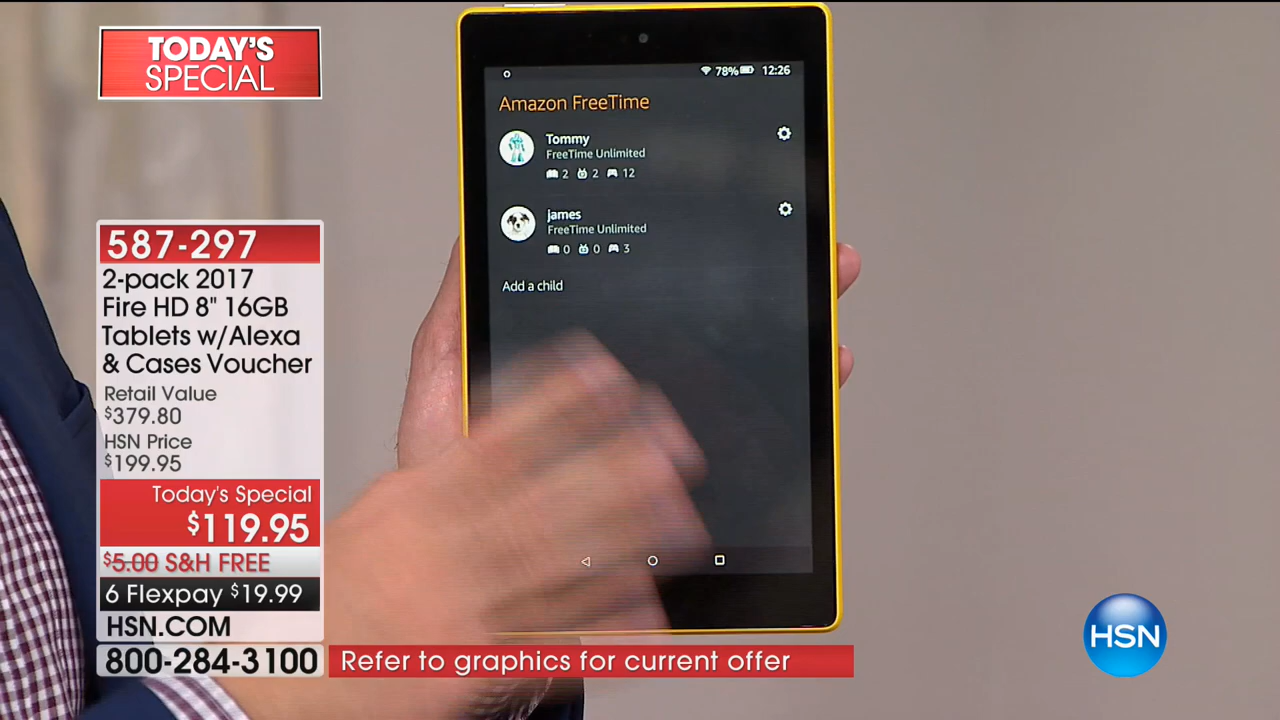 TODAY'S
SPECIAL
587-297
2-pack 2017
Fire HD 8" 16GB
Tablets w/Alexa
& Cases Voucher
Retail Value
$379.80
HSN Price
$199.95
Today's Special
$119.95
$5.00 S&H FREE
6 Flexpay $19.99
HSN.COM
800-284-3100
Refer to graphics for current offer
78% 12:26
Amazon FreeTime
Tommy
FreeTime Unlimited
2 2 12
james
FreeTime Unlimited
0 0 3
Add a child
HSN